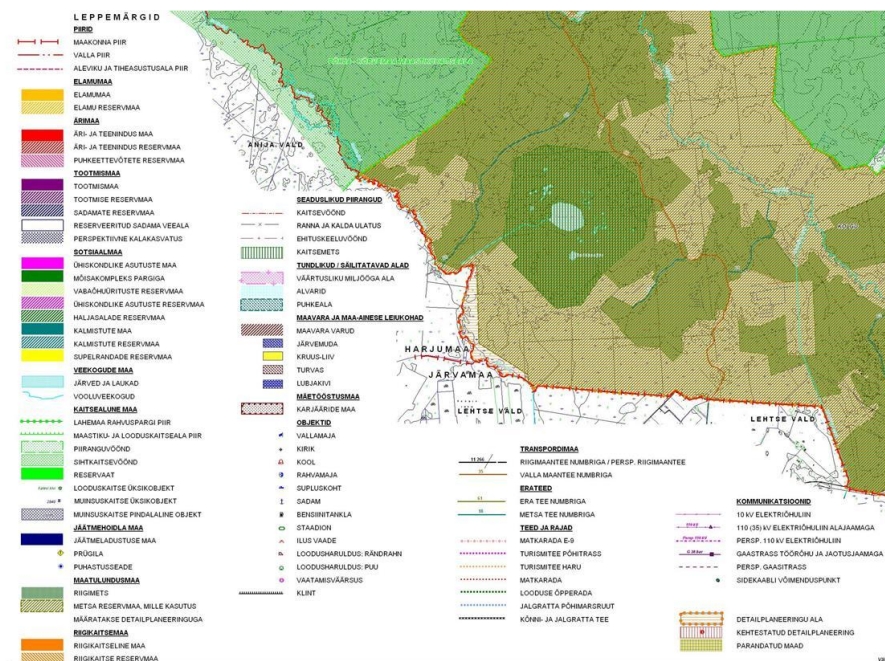 LEPPEMÄRGID
PIIRID
MAAKONNA PIIR
VALLA PIIR
ALEVIKU JA TIHEASUSTUSALA PIIR
ELAMUMAA
ELAMUMAA
ELAMU RESERVMAA
ÄRIMAA
ÄRI- JA TEENINDUS MAA
ÄRI- JA TEENINDUS RESERVMAA
PUHKEETTEVÕTETE RESERVMAA
TOOTMISMAA
TOOTMISMAA
TOOTMISE RESERVMAA
SADAMATE RESERVMAA
RESERVEERITUD SADAMA VEEALA
PERSPEKTIIVNE KALAKASVATUS
SOTSIAALMAA
ÜHISKONDLIKE ASUTUSTE MAA
MÕISAKOMPLEKS PARGIGA
VABAÕHUÜRITUSTE RESERVMAA
ÜHISKONDLIKE ASUTUSTE RESERVMAA
HALJASALADE RESERVMAA
KALMISTUTE MAA
KALMISTUTE RESERVMAA
SUPELRANDADE RESERVMAA
VEEKOGUDE MAA
JÄRVED JA LAUKAD
VOOLUVEEKOGUD
KAITSEALUNE MAA
LAHEMAA RAHVUSPARGI PIIR
MAASTIKU- JA LOODUSKAITSEALA PIIR
PIIRANGUVÖÖND
SIHTKAITSEVÖÖND
RESERVAAT
LOODUSKAITSE ÜKSIKOBJEKT
MUINSUSKAITSE ÜKSIKOBJEKT
MUINSUSKAITSE PINDALALINE OBJEKT
JÄÄTMEHOIDLA MAA
JÄÄTMELADUSTUSE MAA
PRÜGILA
PUHASTUSSEADE
MAATULUNDUSMAA
RIIGIMETS
METSA RESERVMAA, MILLE KASUTUS
MÄÄRATAKSE DETAILPLANEERINGUGA
RIIGIKAITSEMAA
RIIGIKAITSELINE MAA
RIIGIKAITSE RESERVMAA
SEADUSLIKUD PIIRANGUD
KAITSEVÖÖND
RANNA JA KALDA ULATUS
EHITUSKEELUVÖÖND
KAITSEMETS
TUNDLIKUD / SÄILITATAVAD ALAD
VÄÄRTUSLIKU MILJÖÖGA ALA
ALVARID
PUHKEALA
MAAVARA JA MAA-AINESE LEIUKOHAD
MAAVARA VARUD
JÄRVEMUDA
KRUUS-LIIV
TURVAS
LUBJAKIVI
MÄETÖÖSTUSMAA
KARJÄÄRIDE MAA
OBJEKTID
VALLAMAJA
KIRIK
KOOL
RAHVAMAJA
SUPLUSKOHT
SADAM
BENSIINITANKLA
STAADION
ILUS VAADE
LOODUSHARULDUS: RÄNDRAHN
LOODUSHARULDUS: PUU
VAATAMISVÄÄRSUS
KLINT
ANIJA VALD
HARJUMAA
JÄRVAMAA
LEHTSE VALD
LEHTSE VALD
TRANSPORDIMAA
RIIGIMAANTEE NUMBRIGA / PERSP. RIIGIMAANTEE
VALLA MAANTEE NUMBRIGA
ERATEED
ERA TEE NUMBRIGA
METSA TEE NUMBRIGA
TEED JA RAJAD
MATKARADA E-9
TURISMITEE PÕHITRASS
TURISMITEE HARU
MATKARADA
LOODUSE ÕPPERADA
JALGRATTA PÕHIMARSRUUT
KÕNNI- JA JALGRATTA TEE
KOMMUNIKATSIOONID
10 kV ELEKTRIÕHULIIN
110 (35) kV ELEKTRIÕHULIIN ALAJAAMAGA
PERSP. 110 kV ELEKTRIÕHULIIN
GAASTRASS TÖÖRÕHU JA JAOTUSJAAMAGA
PERSP. GAASITRASS
SIDEKAABLI VÕIMENDUSPUNKT
DETAILPLANEERINGU ALA
KEHTESTATUD DETAILPLANEERING
PARANDATUD MAAD